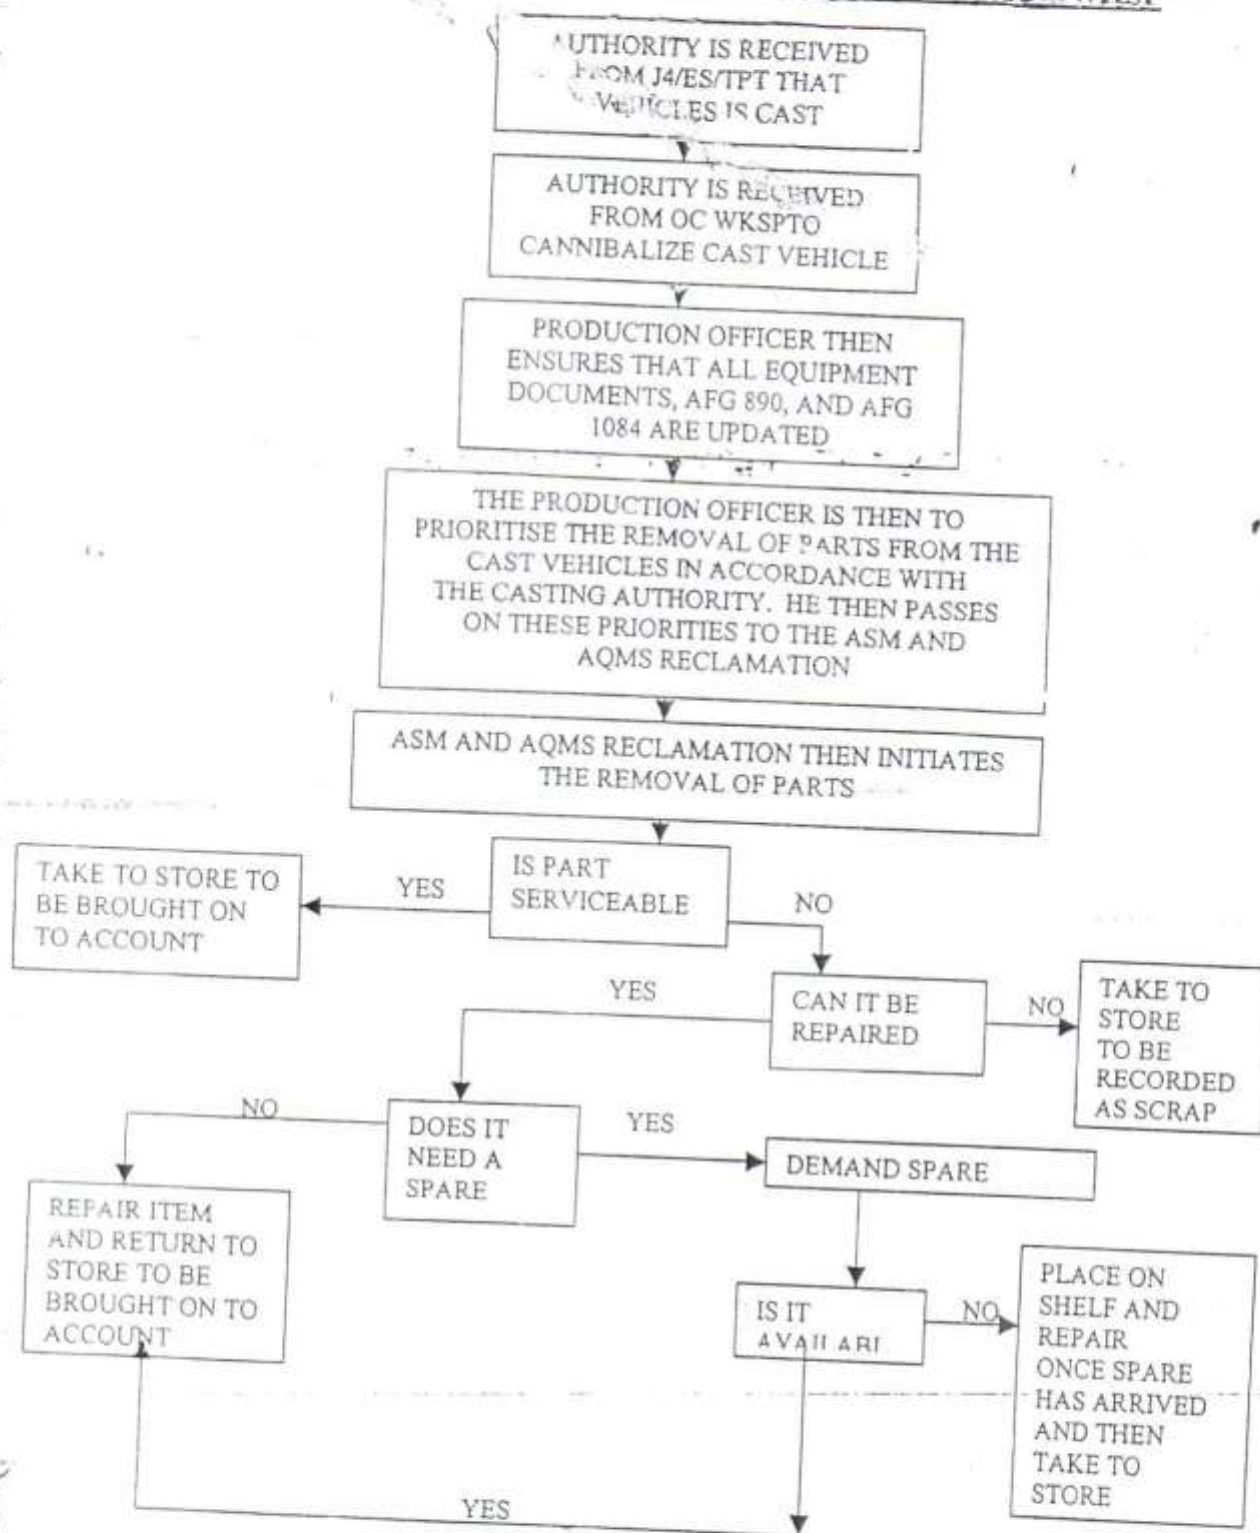 AUTHORITY IS RECEIVED
FROM J4/ES/TPT THAT
VEHICLES IS CAST
AUTHORITY IS RECEIVED
FROM OC WKSPTO
CANNIBALIZE CAST VEHICLE
PRODUCTION OFFICER THEN
ENSURES THAT ALL EQUIPMENT
DOCUMENTS, AFG 890, AND AFG
1084 ARE UPDATED
THE PRODUCTION OFFICER IS THEN TO
PRIORITISE THE REMOVAL OF PARTS FROM THE
CAST VEHICLES IN ACCORDANCE WITH
THE CASTING AUTHORITY. HE THEN PASSES
ON THESE PRIORITIES TO THE ASM AND
AQMS RECLAMATION
ASM AND AQMS RECLAMATION THEN INITIATES
THE REMOVAL OF PARTS
IS PART
SERVICEABLE
YES
TAKE TO STORE TO
BE BROUGHT ON
TO ACCOUNT
NO
CAN IT BE
REPAIRED
NO
TAKE TO
STORE
TO BE
RECORDED
AS SCRAP
YES
DOES IT
NEED A
SPARE
NO
REPAIR ITEM
AND RETURN TO
STORE TO BE
BROUGHT ON TO
ACCOUNT
YES
DEMAND SPARE
IS IT
AVAILABL
NO
PLACE ON
SHELF AND
REPAIR
ONCE SPARE
HAS ARRIVED
AND THEN
TAKE TO
STORE
YES